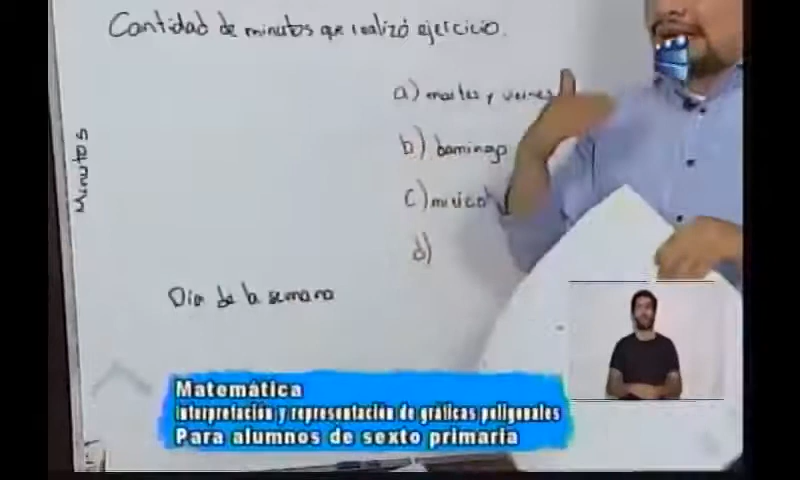 Cantidad de minutos que realizó ejercicio.
a) martes y viernes
b) Domingo
c)
d)
Minutos
Día de la semana
Matemática
interpretación y representación de gráficas poligonales
Para alumnos de sexto primaria